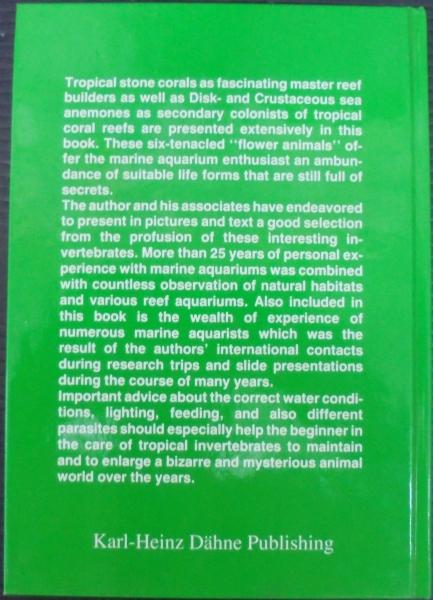 Tropical stone corals as fascinating master reef
builders as well as Disk- and Crustaceous sea
anemones as secondary colonists of tropical
coral reefs are presented extensively in this
book. These six-tenacled "flower animals" of-
fer the marine aquarium enthusiast an ambun-
dance of suitable life forms that are still full of
secrets.
The author and his associates have endeavored
to present in pictures and text a good selection
from the profusion of these interesting in-
vertebrates. More than 25 years of personal ex-
perience with marine aquariums was combined
with countless observation of natural habitats
and various reef aquariums. Also included in
this book is the wealth of experience of
numerous marine aquarists which was the
result of the authors' international contacts
during research trips and slide presentations
during the course of many years.
Important advice about the correct water condi-
tions, lighting, feeding, and also different
parasites should especially help the beginner in
the care of tropical invertebrates to maintain
and to enlarge a bizarre and mysterious animal
world over the years.
Karl-Heinz Dähne Publishing